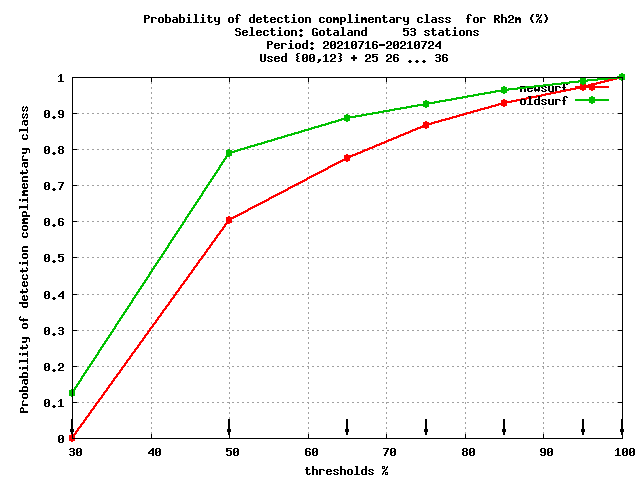 Probability of detection complimentary class  for Rh2m (%)
Selection: Gotaland     53 stations
Period: 20210716-20210724
Used {00,12} + 25 26 ... 36
newsurf
oldsurf
Probability of detection complimentary class
1
0.9
0.8
0.7
0.6
0.5
0.4
0.3
0.2
0.1
0
30 40 50 60 70 80 90 100
thresholds %